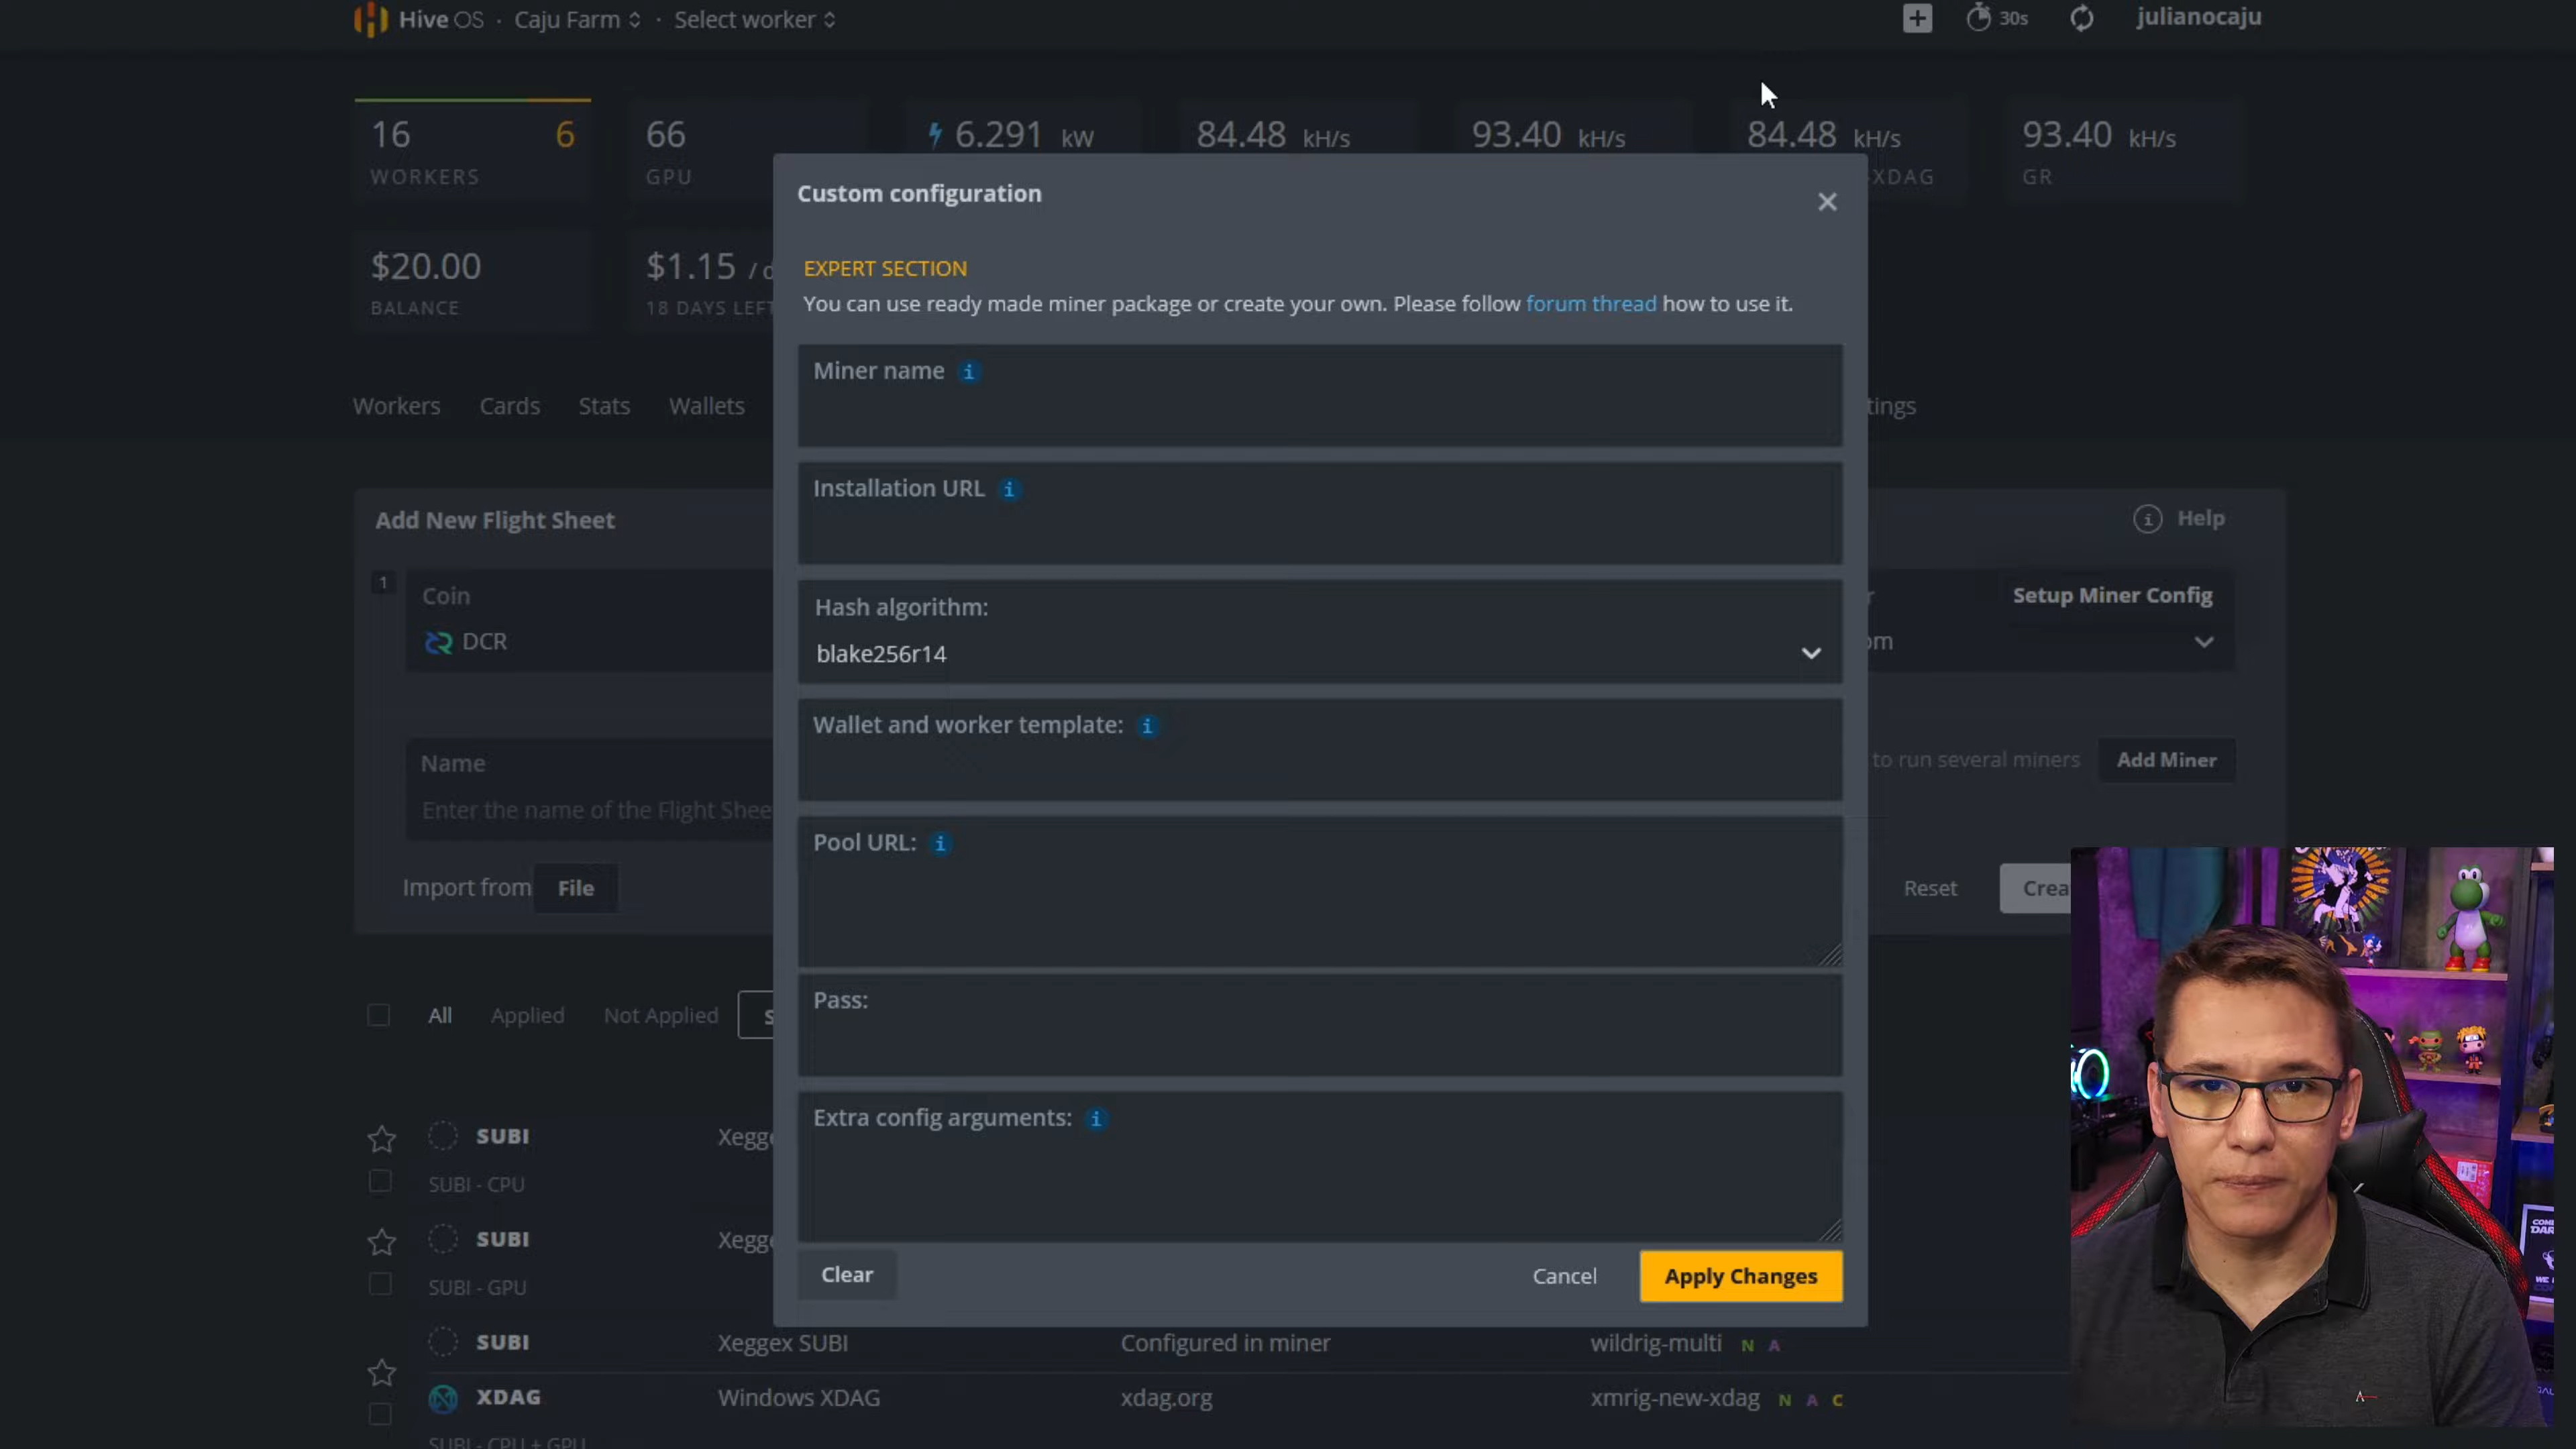 Hive OS · Caju Farm · Select worker
30s julianocaju
16 6 66 6.291 kW 84.48 kH/s 93.40 kH/s 84.48 kH/s 93.40 kH/s
WORKERS GPU XDAG GR
Custom configuration
$20.00 $1.15
BALANCE 18 DAYS LEFT
EXPERT SECTION
You can use ready made miner package or create your own. Please follow forum thread how to use it.
Miner name
Workers Cards Stats Wallets
Installation URL
Add New Flight Sheet
Help
1
Coin
DCR
Hash algorithm:
blake256r14
Setup Miner Config
Wallet and worker template:
Name
Enter the name of the Flight
to run several miners Add Miner
Pool URL:
Import from File
Reset
Pass:
All Applied Not Applied
Extra config arguments:
SUBI
SUBI - CPU
SUBI
SUBI - GPU
Clear Cancel Apply Changes
SUBI Xeggex SUBI Configured in miner wildrig-multi N A
XDAG Windows XDAG xdag.org xmrig-new-xdag N A C
SUBI - CPU + GPU